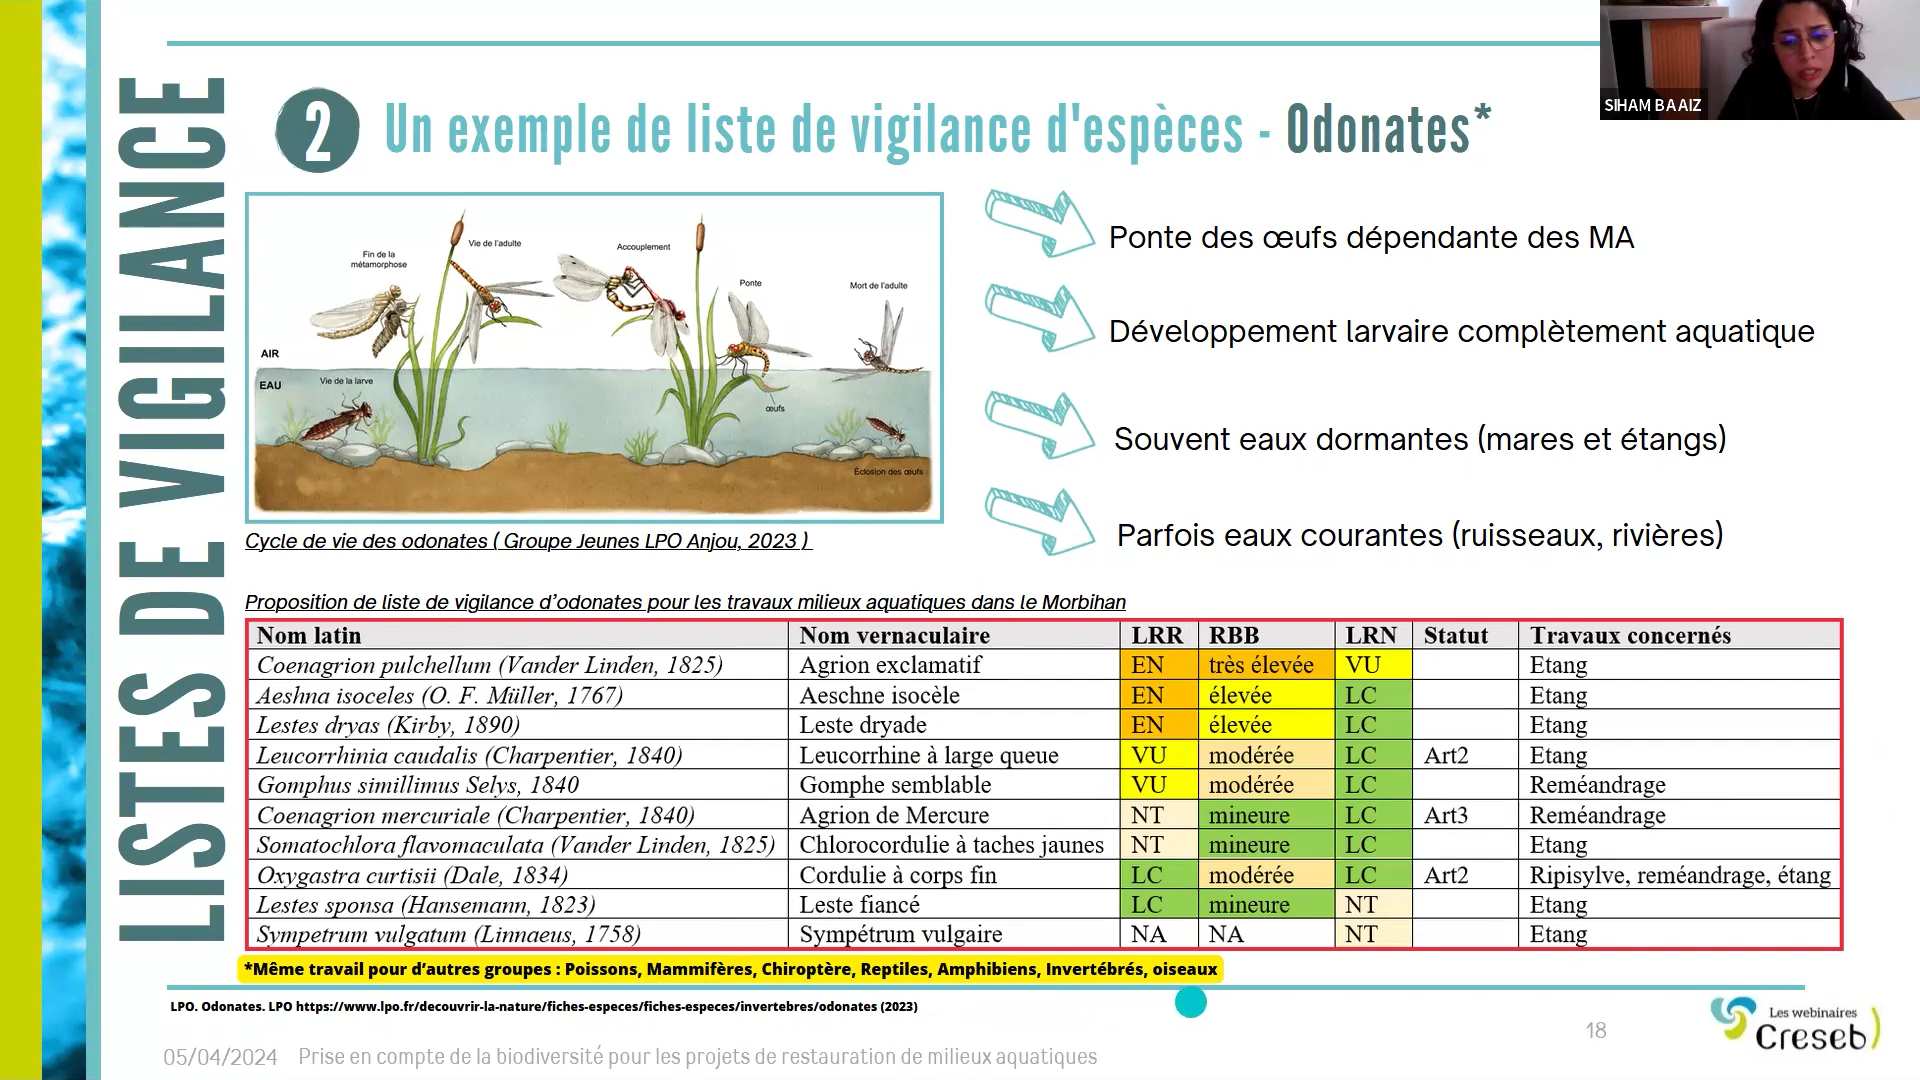 SIHAM BAAIZ
LISTES DE VIGILANCE
2 Un exemple de liste de vigilance d'espèces - Odonates*
Fin de la
métamorphose
Vie de l'adulte
Accouplement
Ponte
Mort de l'adulte
AIR
EAU
Vie de la larve
œufs
Éclosion des œufs
Cycle de vie des odonates ( Groupe Jeunes LPO Anjou, 2023 )
Ponte des œufs dépendante des MA
Développement larvaire complètement aquatique
Souvent eaux dormantes (mares et étangs)
Parfois eaux courantes (ruisseaux, rivières)
Proposition de liste de vigilance d'odonates pour les travaux milieux aquatiques dans le Morbihan
Nom latin Nom vernaculaire LRR RBB LRN Statut Travaux concernés
Coenagrion pulchellum (Vander Linden, 1825) Agrion exclamatif EN très élevée VU Etang
Aeshna isoceles (O. F. Müller, 1767) Aeschne isocèle EN élevée LC Etang
Lestes dryas (Kirby, 1890) Leste dryade EN élevée LC Etang
Leucorrhinia caudalis (Charpentier, 1840) Leucorrhine à large queue VU modérée LC Art2 Etang
Gomphus simillimus Selys, 1840 Gomphe semblable VU modérée LC Reméandrage
Coenagrion mercuriale (Charpentier, 1840) Agrion de Mercure NT mineure LC Art3 Reméandrage
Somatochlora flavomaculata (Vander Linden, 1825) Chlorocordulie à taches jaunes NT mineure LC Etang
Oxygastra curtisii (Dale, 1834) Cordulie à corps fin LC modérée LC Art2 Ripisylve, reméandrage, étang
Lestes sponsa (Hansemann, 1823) Leste fiancé LC mineure NT Etang
Sympetrum vulgatum (Linnaeus, 1758) Sympétrum vulgaire NA NA NT Etang
*Même travail pour d'autres groupes : Poissons, Mammifères, Chiroptère, Reptiles, Amphibiens, Invertébrés, oiseaux
LPO. Odonates. LPO https://www.lpo.fr/decouvrir-la-nature/fiches-especes/fiches-especes/invertebres/odonates (2023)
05/04/2024 Prise en compte de la biodiversité pour les projets de restauration de milieux aquatiques
18
Les webinaires
Creseb